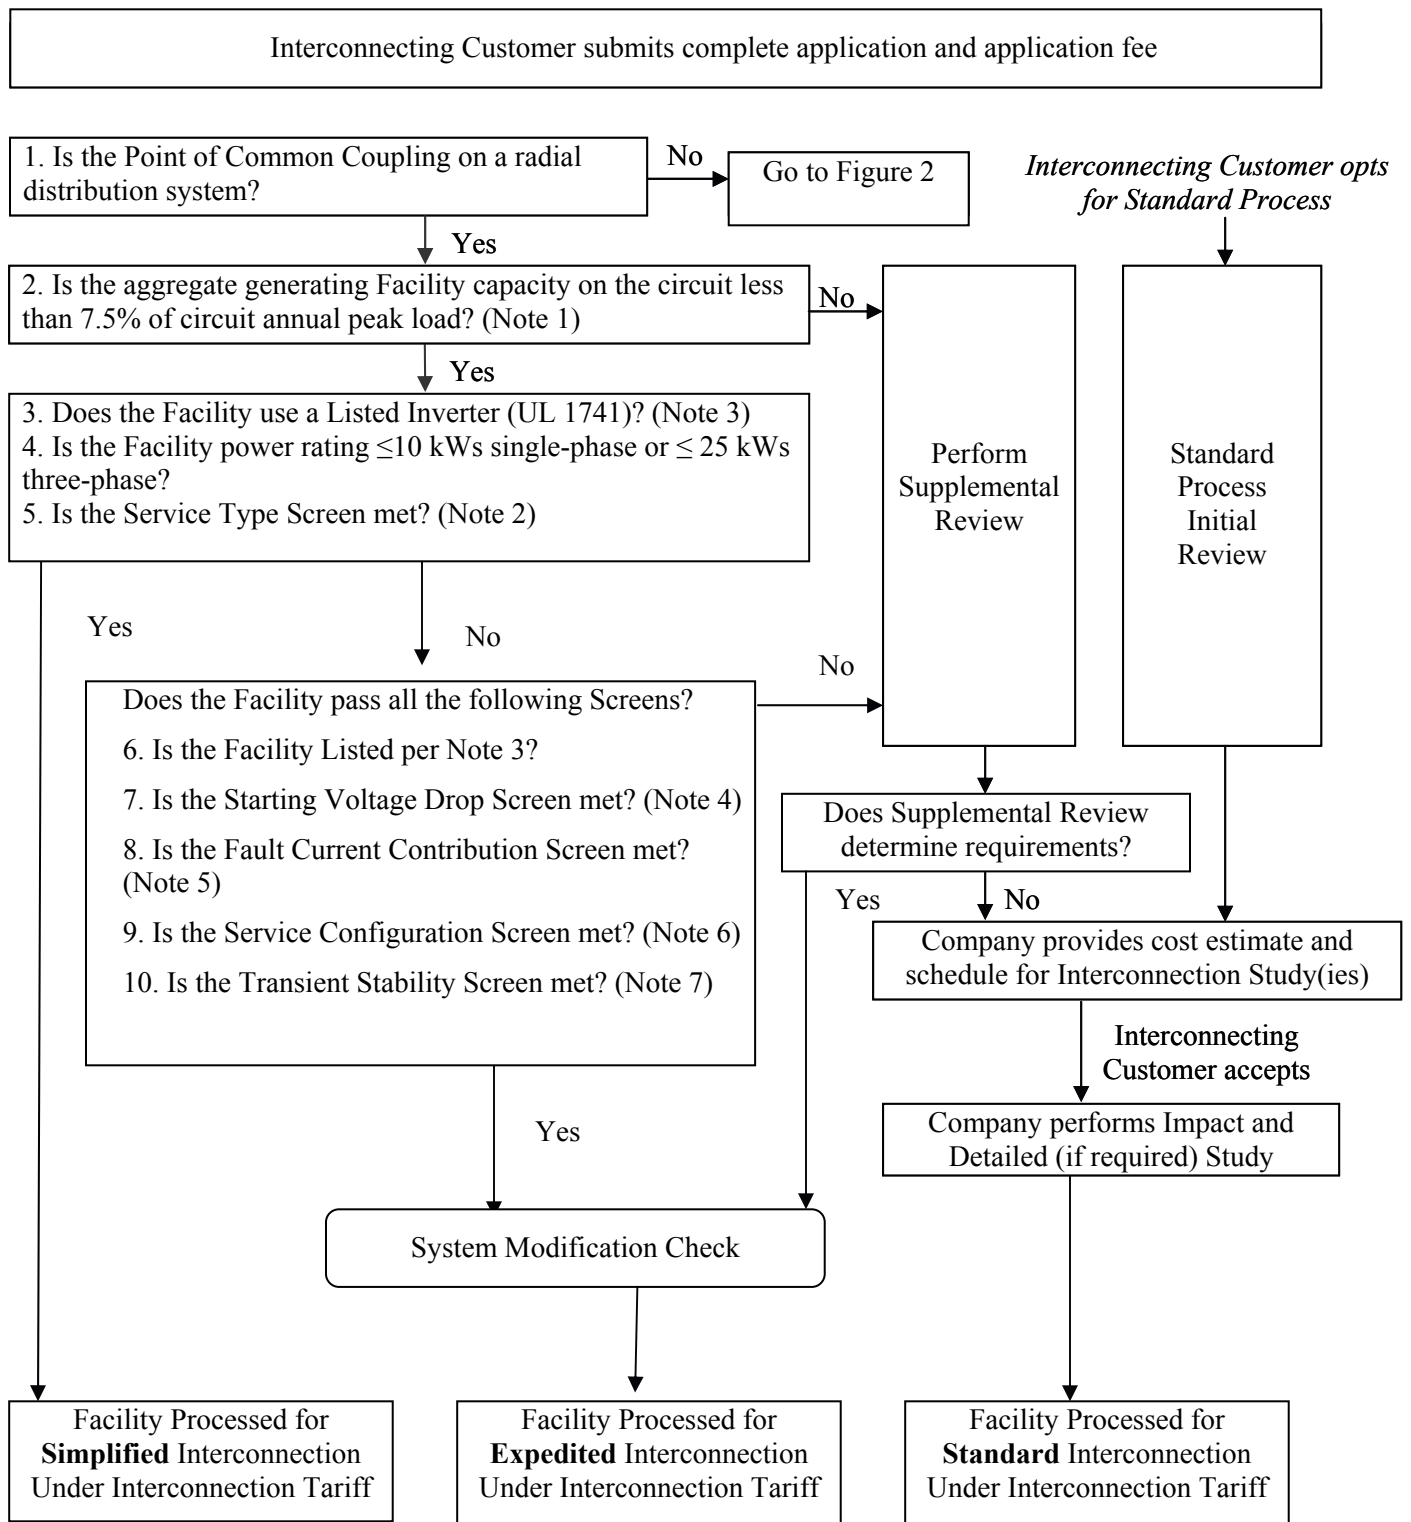 Interconnecting Customer submits complete application and application fee
1. Is the Point of Common Coupling on a radial
distribution system?
No
Go to Figure 2
Interconnecting Customer opts
for Standard Process
Yes
2. Is the aggregate generating Facility capacity on the circuit less
than 7.5% of circuit annual peak load? (Note 1)
No
Yes
3. Does the Facility use a Listed Inverter (UL 1741)? (Note 3)
4. Is the Facility power rating ≤10 kWs single-phase or ≤ 25 kWs
three-phase?
5. Is the Service Type Screen met? (Note 2)
Perform
Supplemental
Review
Standard
Process
Initial
Review
Yes
No
No
Does the Facility pass all the following Screens?
6. Is the Facility Listed per Note 3?
7. Is the Starting Voltage Drop Screen met? (Note 4)
8. Is the Fault Current Contribution Screen met?
(Note 5)
9. Is the Service Configuration Screen met? (Note 6)
10. Is the Transient Stability Screen met? (Note 7)
Does Supplemental Review
determine requirements?
Yes
No
Company provides cost estimate and
schedule for Interconnection Study(ies)
Interconnecting
Customer accepts
Company performs Impact and
Detailed (if required) Study
Yes
System Modification Check
Facility Processed for
Simplified Interconnection
Under Interconnection Tariff
Facility Processed for
Expedited Interconnection
Under Interconnection Tariff
Facility Processed for
Standard Interconnection
Under Interconnection Tariff